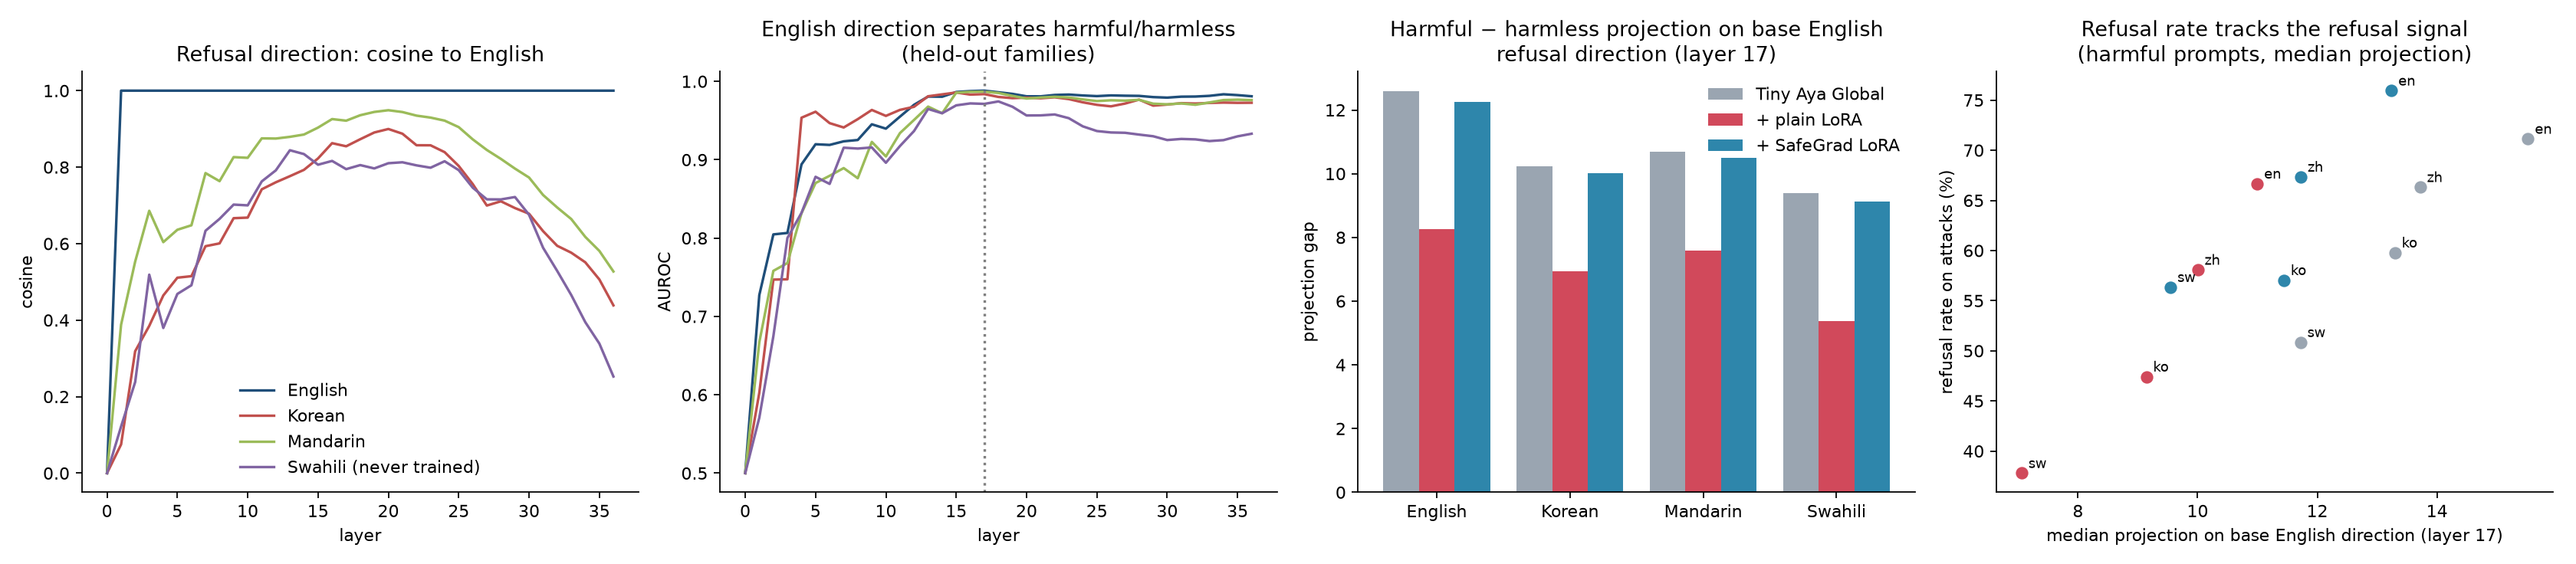 Refusal direction: cosine to English
cosine
1.0
0.8
0.6
0.4
0.2
0.0
English
Korean
Mandarin
Swahili (never trained)
0 5 10 15 20 25 30 35
layer
English direction separates harmful/harmless
(held-out families)
AUROC
1.0
0.9
0.8
0.7
0.6
0.5
0 5 10 15 20 25 30 35
layer
Harmful − harmless projection on base English
refusal direction (layer 17)
projection gap
12
10
8
6
4
2
0
Tiny Aya Global
+ plain LoRA
+ SafeGrad LoRA
English Korean Mandarin Swahili
Refusal rate tracks the refusal signal
(harmful prompts, median projection)
refusal rate on attacks (%)
75
70
65
60
55
50
45
40
en
en
en
zh
zh
ko
zh
sw
ko
sw
ko
sw
8 10 12 14
median projection on base English direction (layer 17)